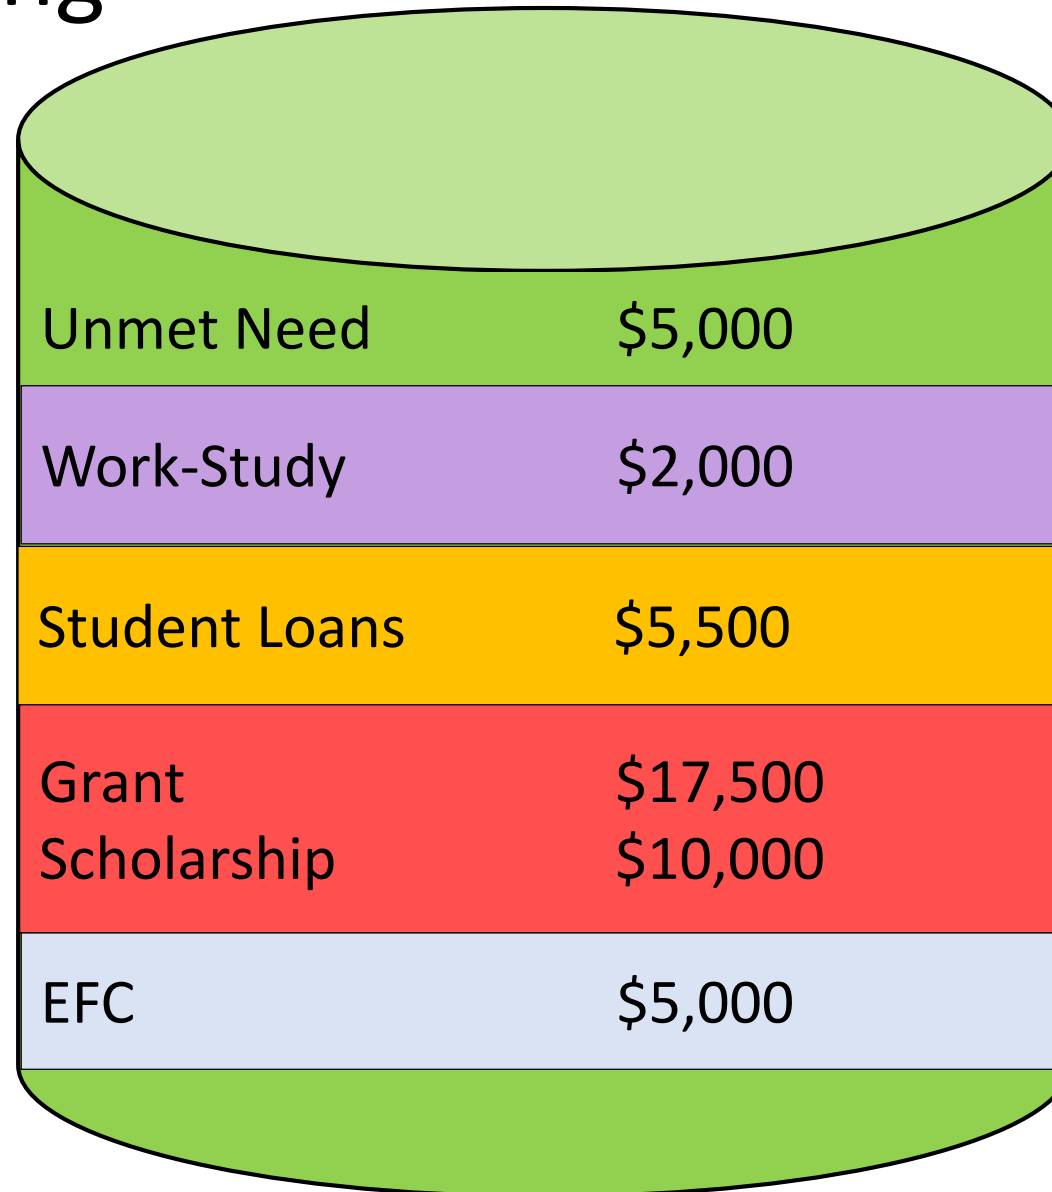 Unmet Need $5,000
Work-Study $2,000
Student Loans $5,500
Grant $17,500
Scholarship $10,000
EFC $5,000